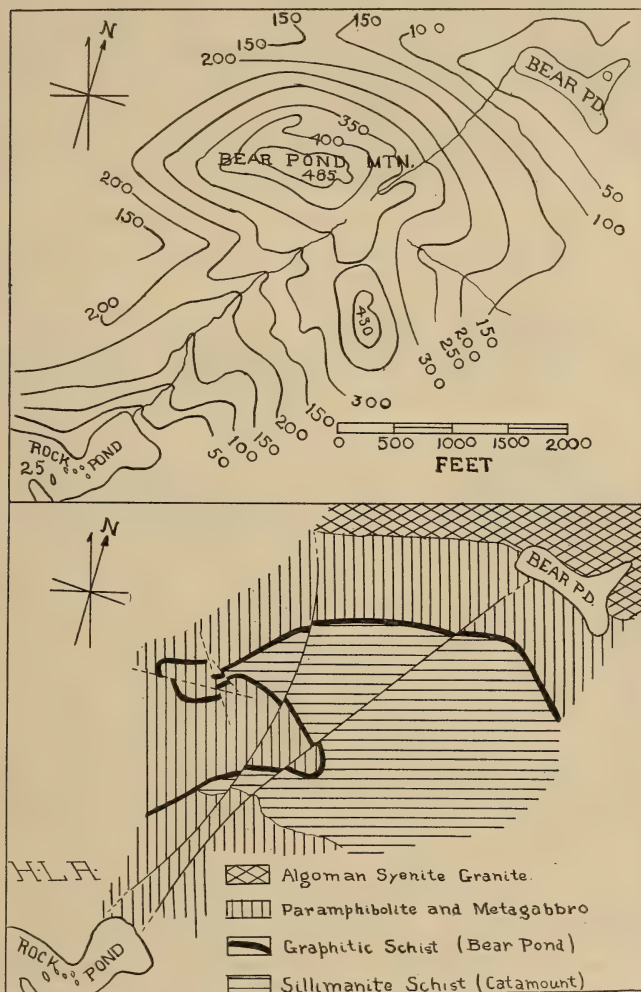 150
150
100
N
150
200
BEAR PD.
350
400
BEAR POND MTN.
485
200
50
100
150
200
430
150
200
250
300
300
150
200
150
100
50
ROCK POND
25
0 500 1000 1500 2000
FEET
N
BEAR PD.
H.L.A.
Algoman Syenite Granite.
Paramphibolite and Metagabbro
Graphitic Schist (Bear Pond)
Sillimanite Schist (Catamount)
ROCK POND